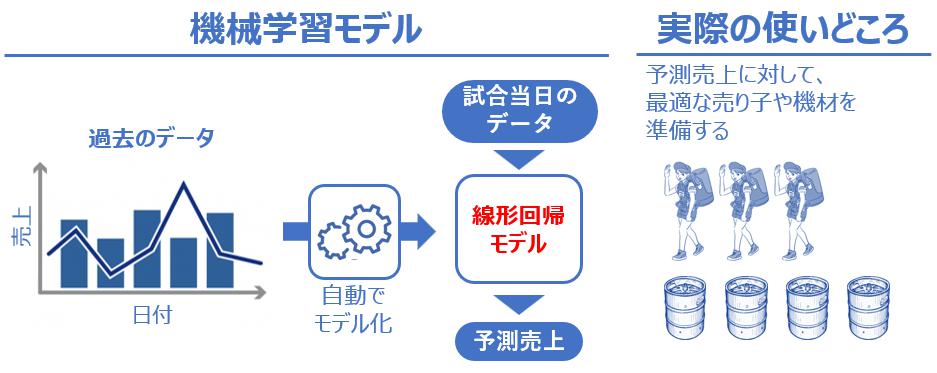 機械学習モデル
過去のデータ
売上
日付
自動で
モデル化
試合当日の
データ
線形回帰
モデル
予測売上
実際の使いどころ
予測売上に対して、
最適な売り子や機材を
準備する